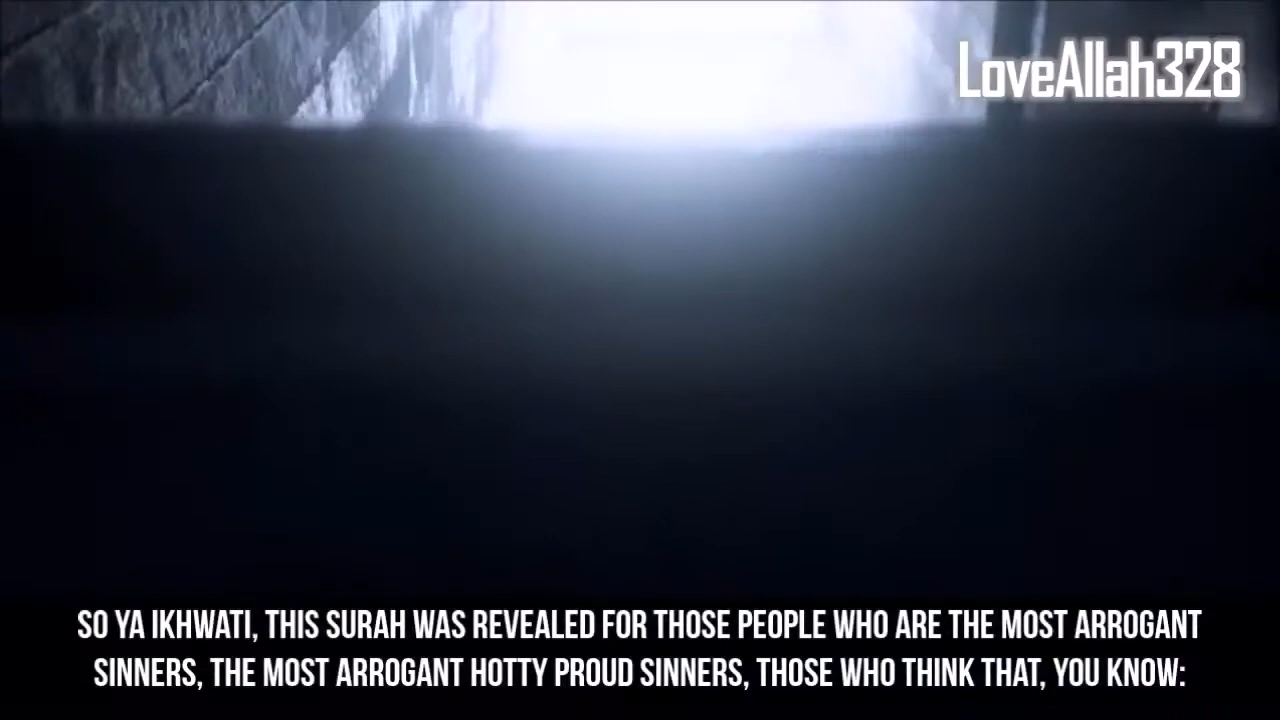 LoveAllah328
SO YA IKHWATI, THIS SURAH WAS REVEALED FOR THOSE PEOPLE WHO ARE THE MOST ARROGANT
SINNERS, THE MOST ARROGANT HOTTY PROUD SINNERS, THOSE WHO THINK THAT, YOU KNOW: